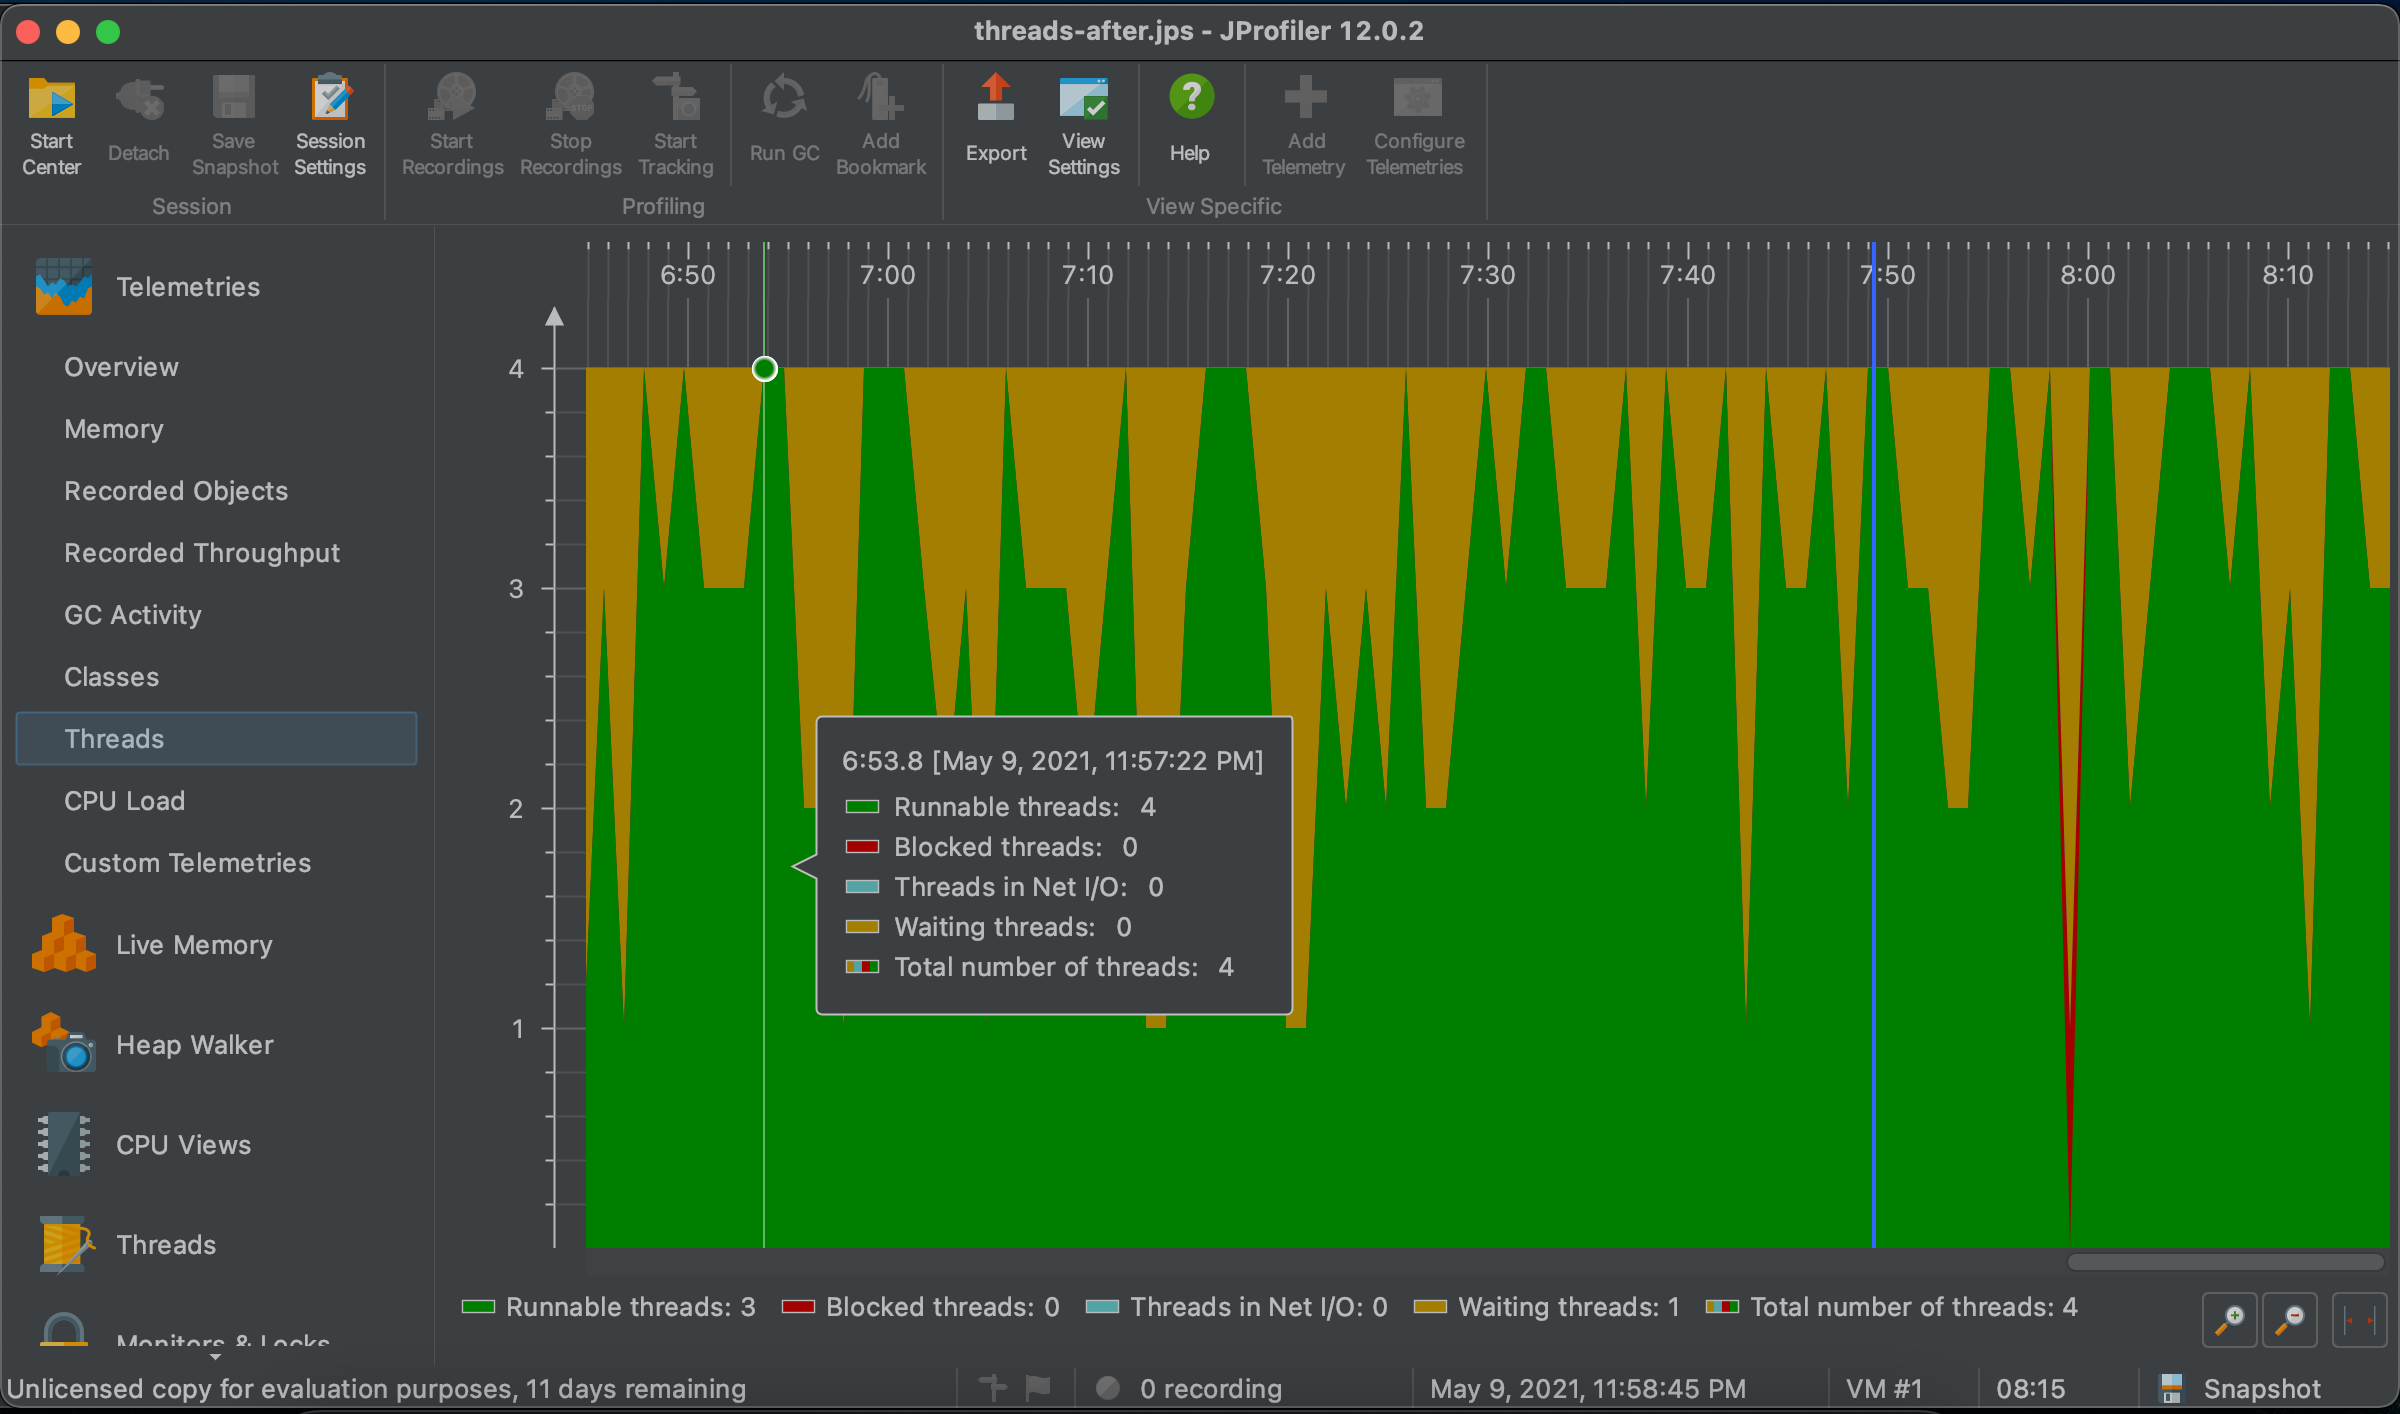 threads-after.jps - JProfiler 12.0.2
Start Center
Detach
Save Snapshot
Session Settings
Start Recordings
Stop Recordings
Start Tracking
Run GC
Add Bookmark
Export
View Settings
Help
Add Telemetry
Configure Telemetries
Session
Profiling
View Specific
Telemetries
Overview
Memory
Recorded Objects
Recorded Throughput
GC Activity
Classes
Threads
CPU Load
Custom Telemetries
Live Memory
Heap Walker
CPU Views
Threads
Monitors & Locks
6:50 7:00 7:10 7:20 7:30 7:40 7:50 8:00 8:10
4
3
2
1
6:53.8 [May 9, 2021, 11:57:22 PM]
Runnable threads: 4
Blocked threads: 0
Threads in Net I/O: 0
Waiting threads: 0
Total number of threads: 4
Runnable threads: 3 Blocked threads: 0 Threads in Net I/O: 0 Waiting threads: 1 Total number of threads: 4
Unlicensed copy for evaluation purposes, 11 days remaining
0 recording
May 9, 2021, 11:58:45 PM
VM #1
08:15
Snapshot